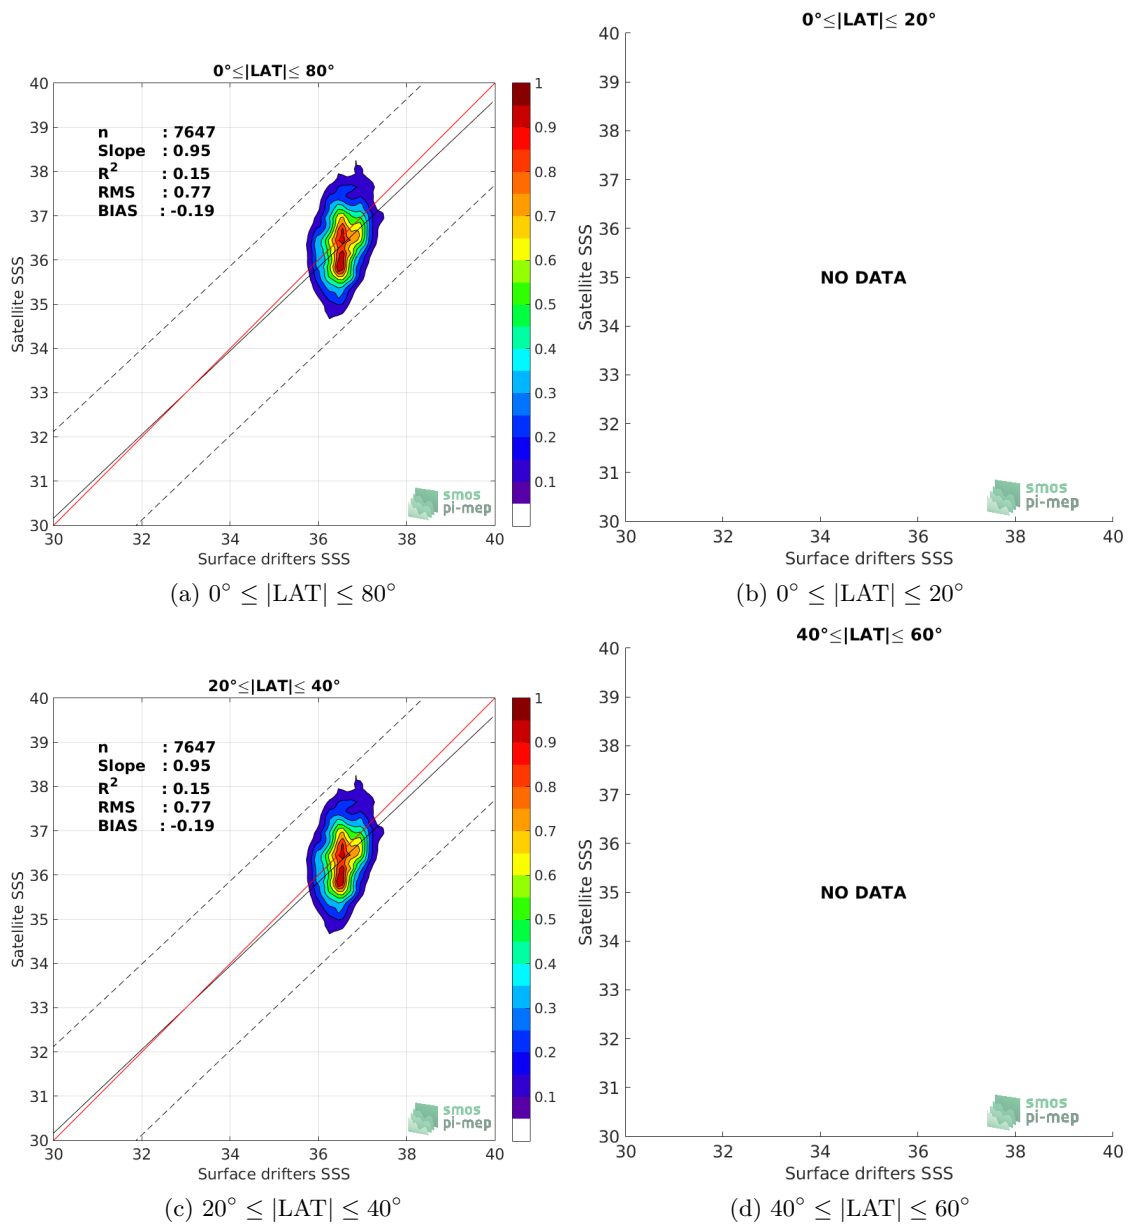 0°≤|LAT|≤ 80°
40
39
38
37
36
35
34
33
32
31
30
Satellite SSS
n : 7647
Slope : 0.95
R² : 0.15
RMS : 0.77
BIAS : -0.19
smos
pi-mep
30 32 34 36 38 40
Surface drifters SSS
1
0.9
0.8
0.7
0.6
0.5
0.4
0.3
0.2
0.1
(a) 0° ≤ |LAT| ≤ 80°
0°≤|LAT|≤ 20°
40
39
38
37
36
35
34
33
32
31
30
Satellite SSS
NO DATA
smos
pi-mep
30 32 34 36 38 40
Surface drifters SSS
(b) 0° ≤ |LAT| ≤ 20°
20°≤|LAT|≤ 40°
40
39
38
37
36
35
34
33
32
31
30
Satellite SSS
n : 7647
Slope : 0.95
R² : 0.15
RMS : 0.77
BIAS : -0.19
smos
pi-mep
30 32 34 36 38 40
Surface drifters SSS
1
0.9
0.8
0.7
0.6
0.5
0.4
0.3
0.2
0.1
(c) 20° ≤ |LAT| ≤ 40°
40°≤|LAT|≤ 60°
40
39
38
37
36
35
34
33
32
31
30
Satellite SSS
NO DATA
smos
pi-mep
30 32 34 36 38 40
Surface drifters SSS
(d) 40° ≤ |LAT| ≤ 60°